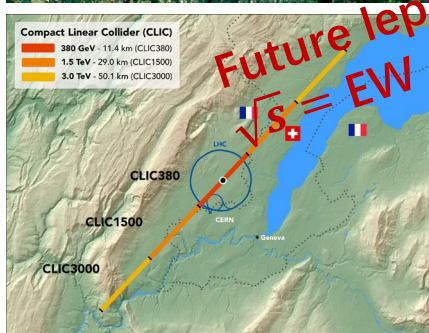 Compact Linear Collider (CLIC)
380 GeV - 11.4 km (CLIC380)
1.5 TeV - 29.0 km (CLIC1500)
3.0 TeV - 50.1 km (CLIC3000)
Future lep
√s = EW
LHC
CLIC380
CLIC1500
CERN
Geneva
CLIC3000